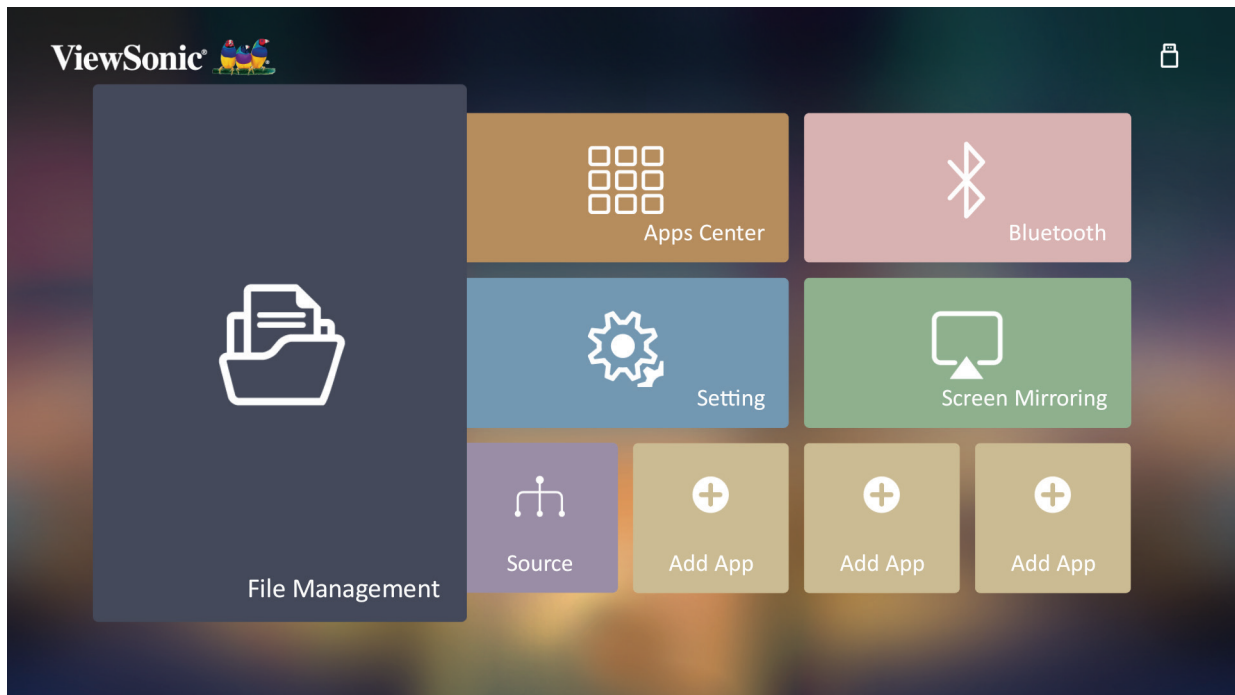 ViewSonic®
Apps Center
Bluetooth
Setting
Screen Mirroring
File Management
Source
Add App
Add App
Add App